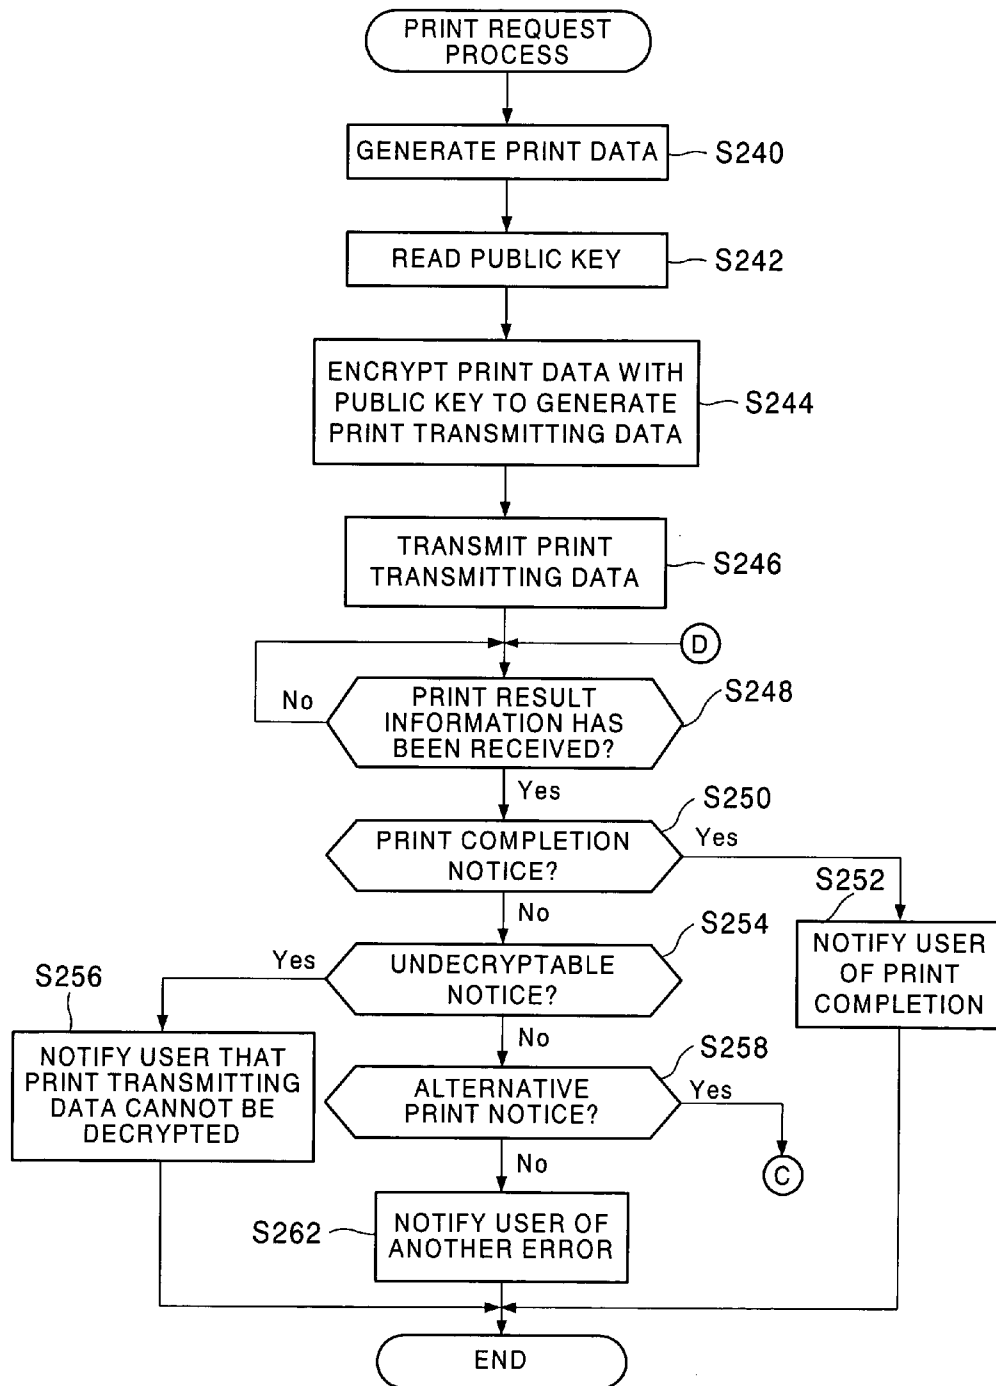 PRINT REQUEST
PROCESS
GENERATE PRINT DATA
S240
READ PUBLIC KEY
S242
ENCRYPT PRINT DATA WITH
PUBLIC KEY TO GENERATE
PRINT TRANSMITTING DATA
S244
TRANSMIT PRINT
TRANSMITTING DATA
S246
D
No
PRINT RESULT
INFORMATION HAS
BEEN RECEIVED?
S248
Yes
PRINT COMPLETION
NOTICE?
S250
Yes
No
S252
NOTIFY USER
OF PRINT
COMPLETION
UNDECRYPTABLE
NOTICE?
S254
Yes
No
S256
NOTIFY USER THAT
PRINT TRANSMITTING
DATA CANNOT BE
DECRYPTED
ALTERNATIVE
PRINT NOTICE?
S258
Yes
C
No
S262
NOTIFY USER OF
ANOTHER ERROR
END